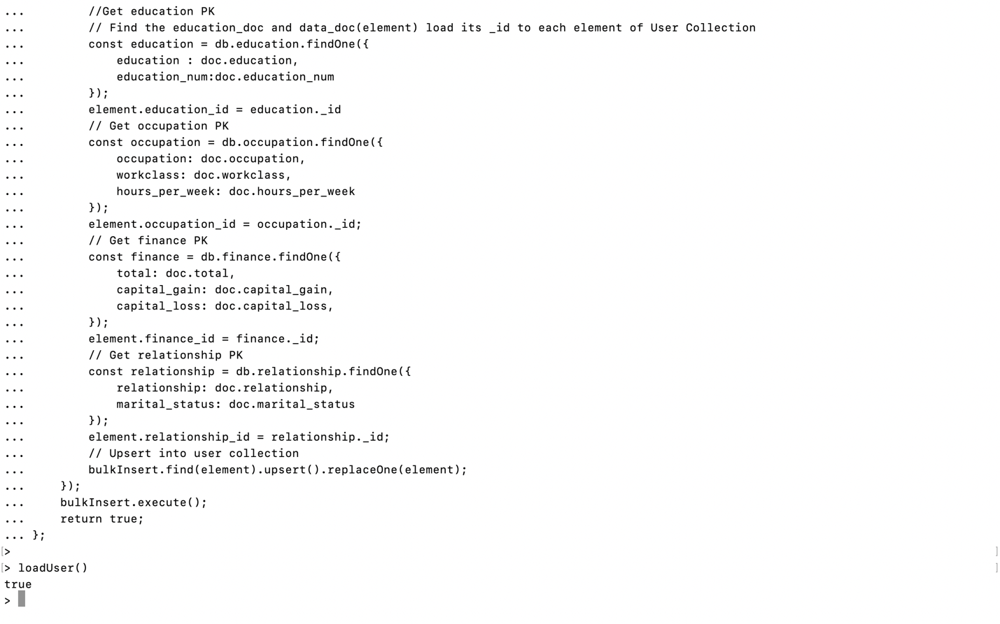 ...         //Get education PK
...         // Find the education_doc and data_doc(element) load its _id to each element of User Collection
...         const education = db.education.findOne({
...             education : doc.education,
...             education_num:doc.education_num
...         });
...         element.education_id = education._id
...         // Get occupation PK
...         const occupation = db.occupation.findOne({
...             occupation: doc.occupation,
...             workclass: doc.workclass,
...             hours_per_week: doc.hours_per_week
...         });
...         element.occupation_id = occupation._id;
...         // Get finance PK
...         const finance = db.finance.findOne({
...             total: doc.total,
...             capital_gain: doc.capital_gain,
...             capital_loss: doc.capital_loss,
...         });
...         element.finance_id = finance._id;
...         // Get relationship PK
...         const relationship = db.relationship.findOne({
...             relationship: doc.relationship,
...             marital_status: doc.marital_status
...         });
...         element.relationship_id = relationship._id;
...         // Upsert into user collection
...         bulkInsert.find(element).upsert().replaceOne(element);
...     });
...     bulkInsert.execute();
...     return true;
... };
[> ]
[> loadUser() ]
true
>